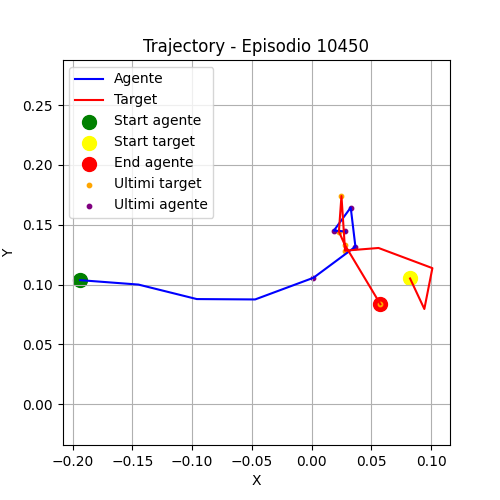 Trajectory - Episodio 10450
Agente
Target
Start agente
Start target
End agente
Ultimi target
Ultimi agente
0.25
0.20
0.15
0.10
0.05
0.00
Y
−0.20 −0.15 −0.10 −0.05 0.00 0.05 0.10
X